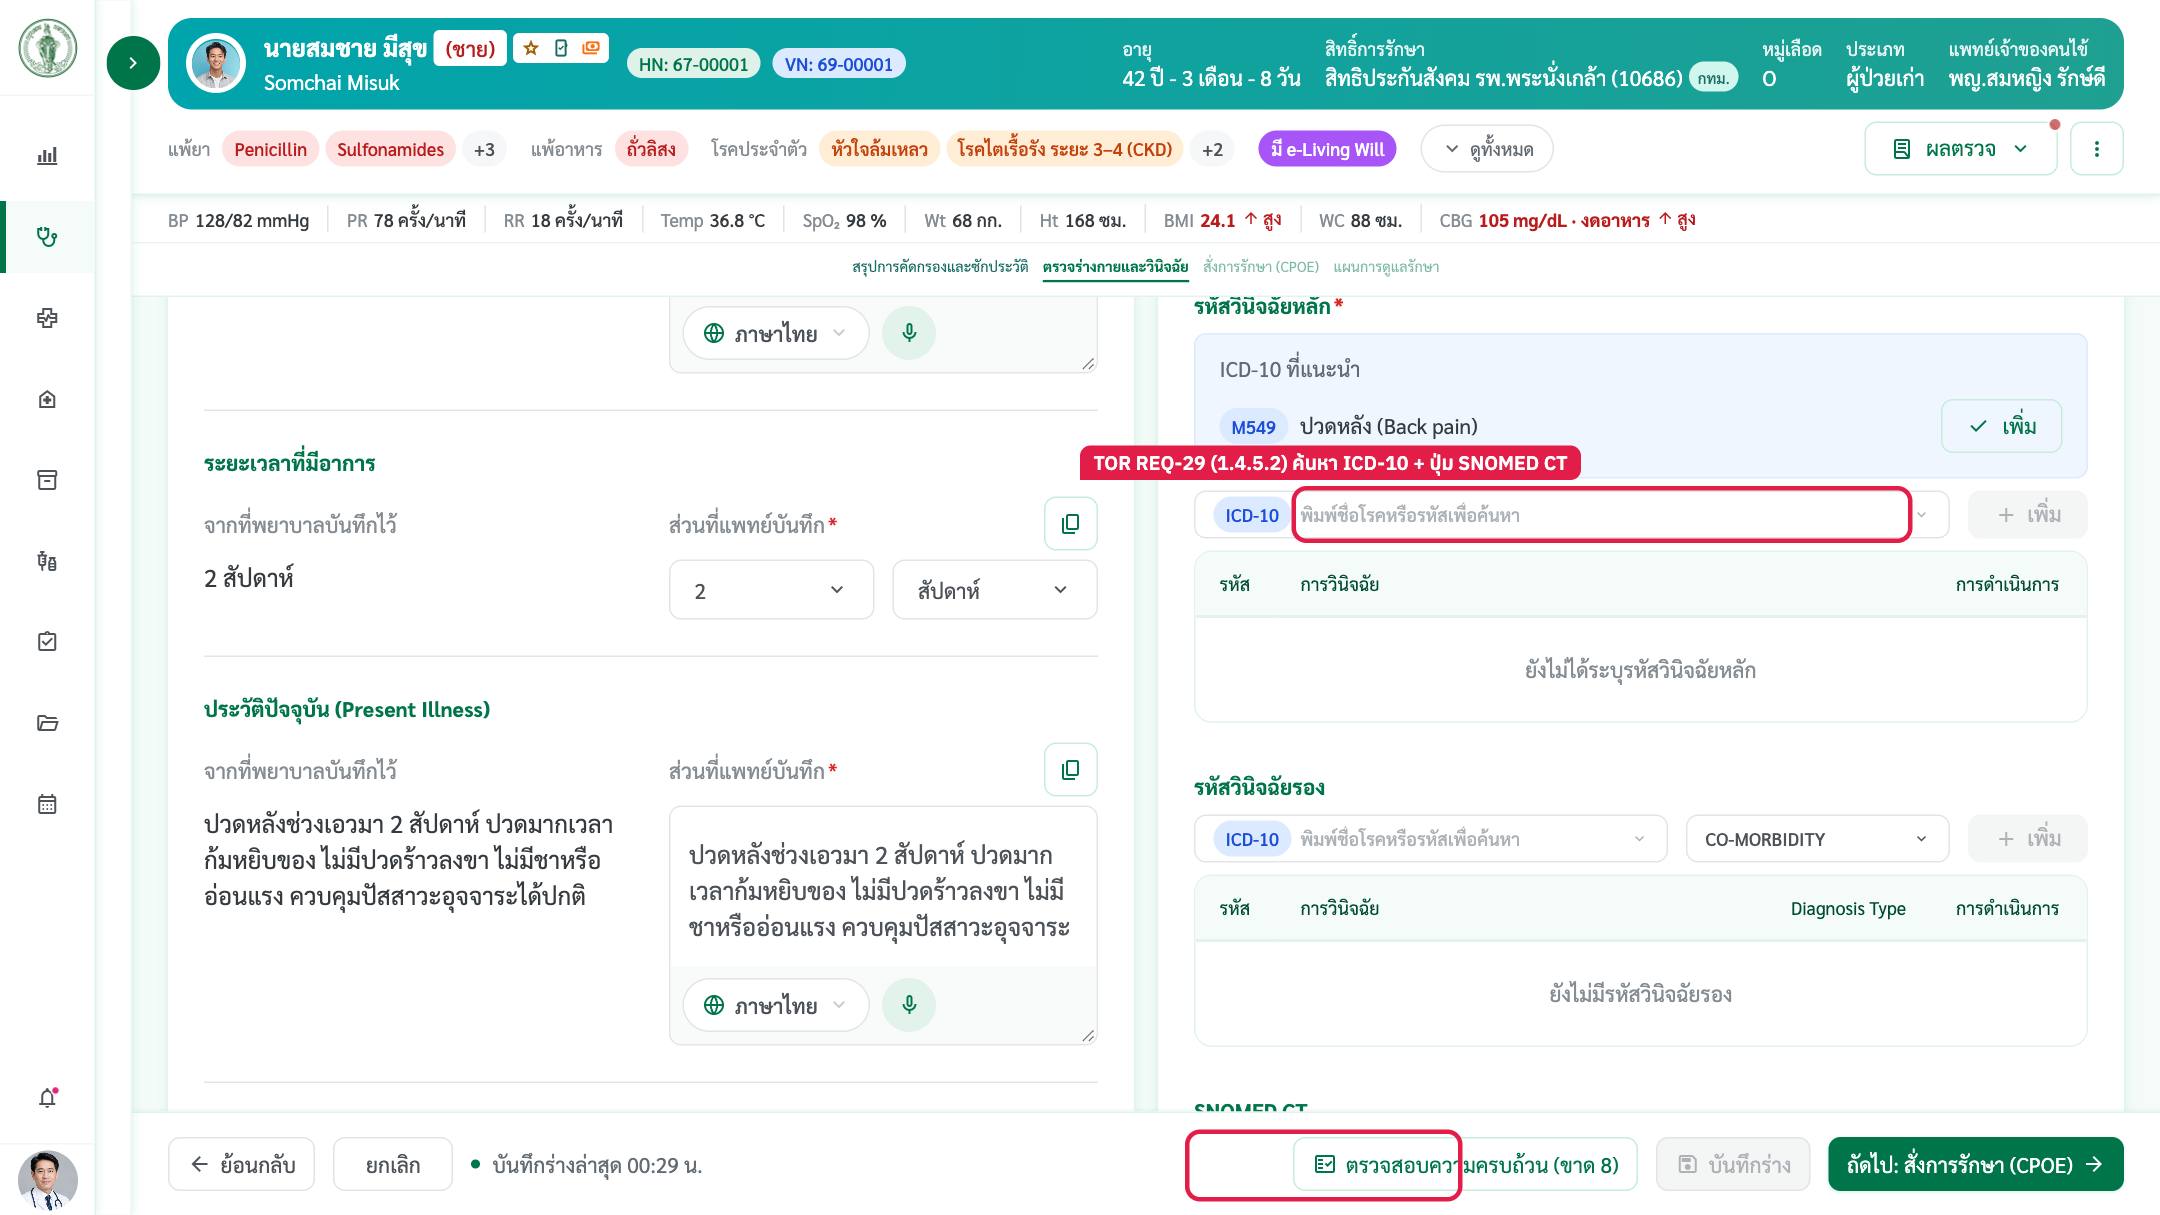 นายสมชาย มีสุข (ชาย)
Somchai Misuk
HN: 67-00001
VN: 69-00001
อายุ
42 ปี - 3 เดือน - 8 วัน
สิทธิ์การรักษา
สิทธิประกันสังคม รพ.พระนั่งเกล้า (10686) กทม.
หมู่เลือด
O
ประเภท
ผู้ป่วยเก่า
แพทย์เจ้าของคนไข้
พญ.สมหญิง รักษ์ดี
แพ้ยา Penicillin Sulfonamides +3 แพ้อาหาร ถั่วลิสง โรคประจำตัว หัวใจล้มเหลว โรคไตเรื้อรัง ระยะ 3–4 (CKD) +2 มี e-Living Will ดูทั้งหมด
ผลตรวจ
BP 128/82 mmHg PR 78 ครั้ง/นาที RR 18 ครั้ง/นาที Temp 36.8 °C SpO₂ 98 % Wt 68 กก. Ht 168 ซม. BMI 24.1 ↑ สูง WC 88 ซม. CBG 105 mg/dL · งดอาหาร ↑ สูง
สรุปการคัดกรองและซักประวัติ ตรวจร่างกายและวินิจฉัย สั่งการรักษา (CPOE) แผนการดูแลรักษา
ภาษาไทย
ระยะเวลาที่มีอาการ
จากที่พยาบาลบันทึกไว้
2 สัปดาห์
ส่วนที่แพทย์บันทึก*
2
สัปดาห์
ประวัติปัจจุบัน (Present Illness)
จากที่พยาบาลบันทึกไว้
ปวดหลังช่วงเอวมา 2 สัปดาห์ ปวดมากเวลา
ก้มหยิบของ ไม่มีปวดร้าวลงขา ไม่มีชาหรือ
อ่อนแรง ควบคุมปัสสาวะอุจจาระได้ปกติ
ส่วนที่แพทย์บันทึก*
ปวดหลังช่วงเอวมา 2 สัปดาห์ ปวดมาก
เวลาก้มหยิบของ ไม่มีปวดร้าวลงขา ไม่มี
ชาหรืออ่อนแรง ควบคุมปัสสาวะอุจจาระ
ภาษาไทย
รหัสวินิจฉัยหลัก*
ICD-10 ที่แนะนำ
M549 ปวดหลัง (Back pain)
เพิ่ม
TOR REQ-29 (1.4.5.2) ค้นหา ICD-10 + ปุ่ม SNOMED CT
ICD-10 พิมพ์ชื่อโรคหรือรหัสเพื่อค้นหา
+ เพิ่ม
รหัส การวินิจฉัย การดำเนินการ
ยังไม่ได้ระบุรหัสวินิจฉัยหลัก
รหัสวินิจฉัยรอง
ICD-10 พิมพ์ชื่อโรคหรือรหัสเพื่อค้นหา
CO-MORBIDITY
+ เพิ่ม
รหัส การวินิจฉัย Diagnosis Type การดำเนินการ
ยังไม่มีรหัสวินิจฉัยรอง
SNOMED CT
← ย้อนกลับ
ยกเลิก
บันทึกร่างล่าสุด 00:29 น.
ตรวจสอบความครบถ้วน (ขาด 8)
บันทึกร่าง
ถัดไป: สั่งการรักษา (CPOE) →